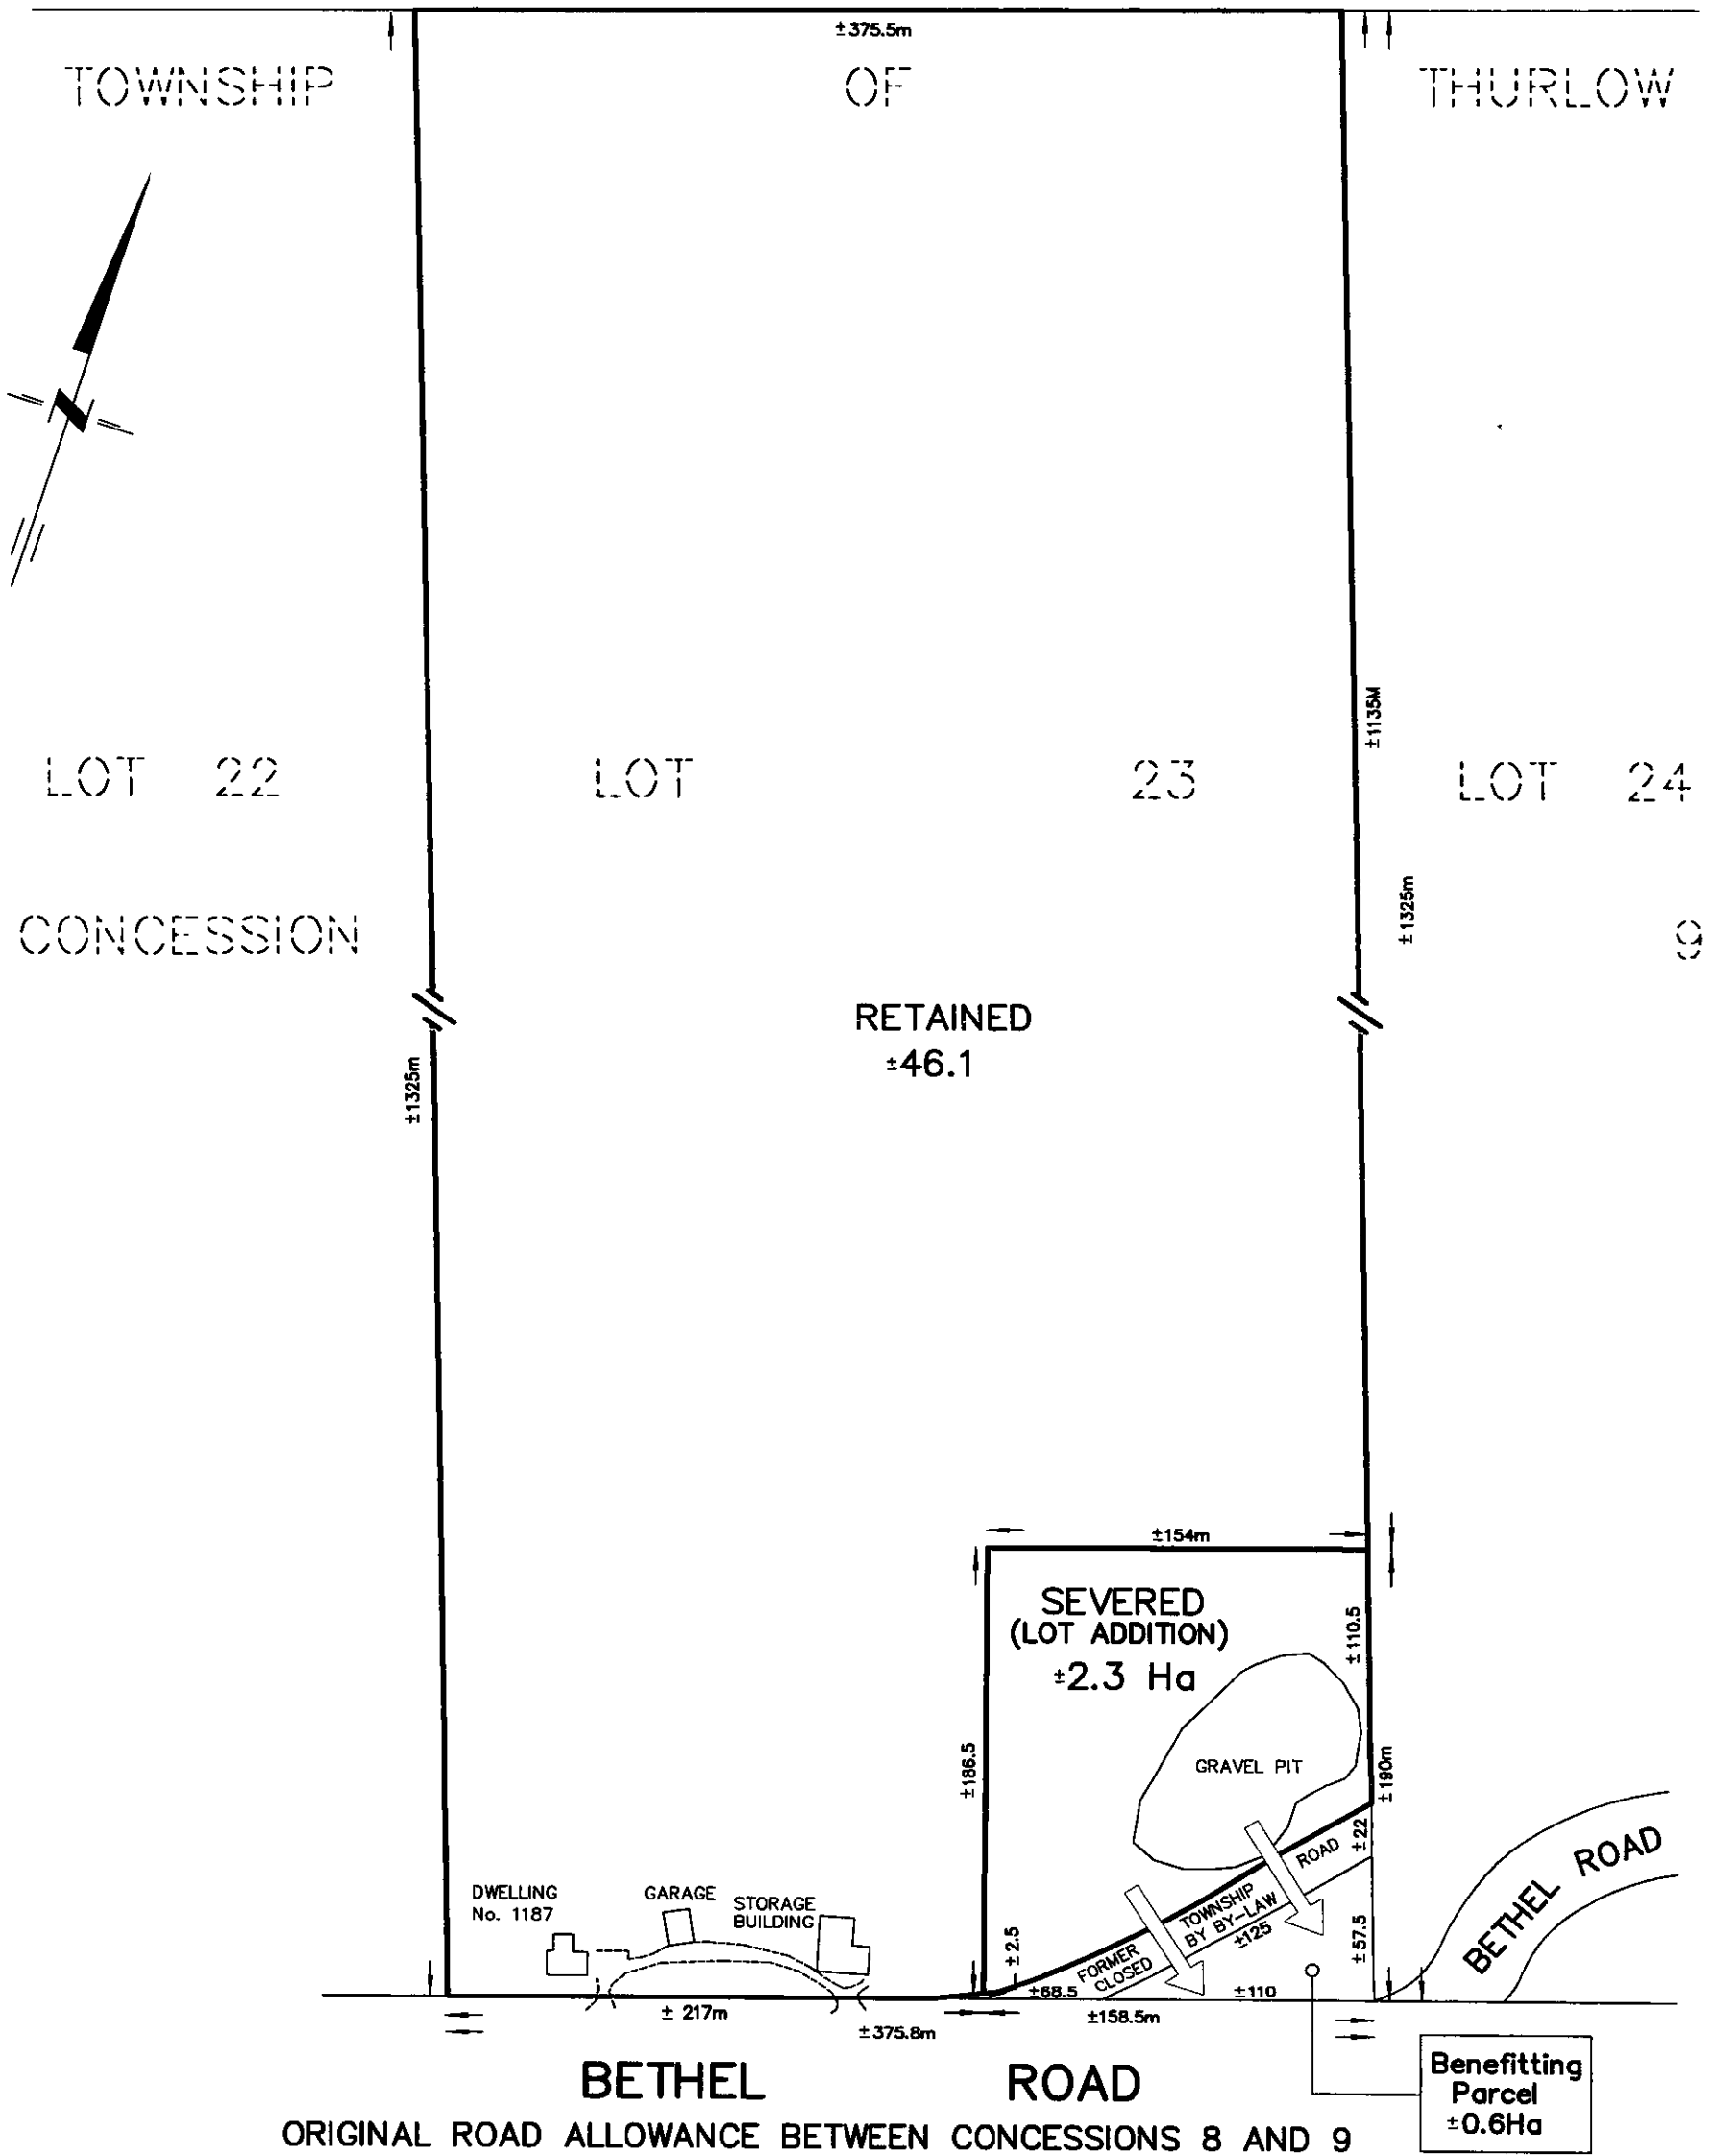 ±375.5m
TOWNSHIP OF THURLOW
±1135M
LOT 22 LOT 23 LOT 24
±1325m
CONCESSION 9
RETAINED
±46.1
±1325m
±154m
SEVERED
(LOT ADDITION)
±2.3 Ha
±110.5
±186.5
GRAVEL PIT
±190m
±22
ROAD
BETHEL ROAD
DWELLING
No. 1187
GARAGE
STORAGE
BUILDING
TOWNSHIP
BY BY-LAW
±125
±2.5
FORMER
CLOSED
±57.5
±68.5
±110
± 217m
±375.8m
±158.5m
BETHEL ROAD
Benefitting
Parcel
±0.6Ha
ORIGINAL ROAD ALLOWANCE BETWEEN CONCESSIONS 8 AND 9